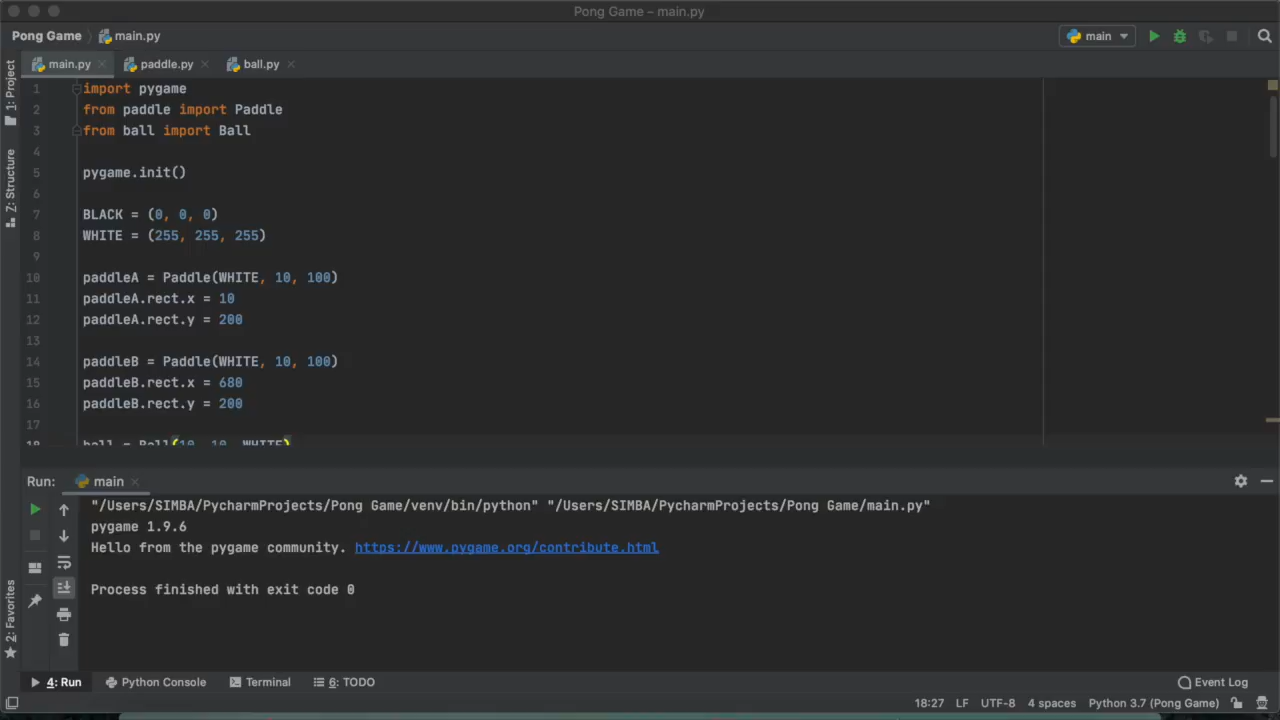 Pong Game – main.py
Pong Game main.py
main
1: Project
Z: Structure
2: Favorites
main.py paddle.py ball.py
1 import pygame
2 from paddle import Paddle
3 from ball import Ball
4
5 pygame.init()
6
7 BLACK = (0, 0, 0)
8 WHITE = (255, 255, 255)
9
10 paddleA = Paddle(WHITE, 10, 100)
11 paddleA.rect.x = 10
12 paddleA.rect.y = 200
13
14 paddleB = Paddle(WHITE, 10, 100)
15 paddleB.rect.x = 680
16 paddleB.rect.y = 200
17
18 ball = Ball(10, 10, WHITE)
Run: main
"/Users/SIMBA/PycharmProjects/Pong Game/venv/bin/python" "/Users/SIMBA/PycharmProjects/Pong Game/main.py"
pygame 1.9.6
Hello from the pygame community. https://www.pygame.org/contribute.html
Process finished with exit code 0
4: Run Python Console Terminal 6: TODO Event Log
18:27 LF UTF-8 4 spaces Python 3.7 (Pong Game)